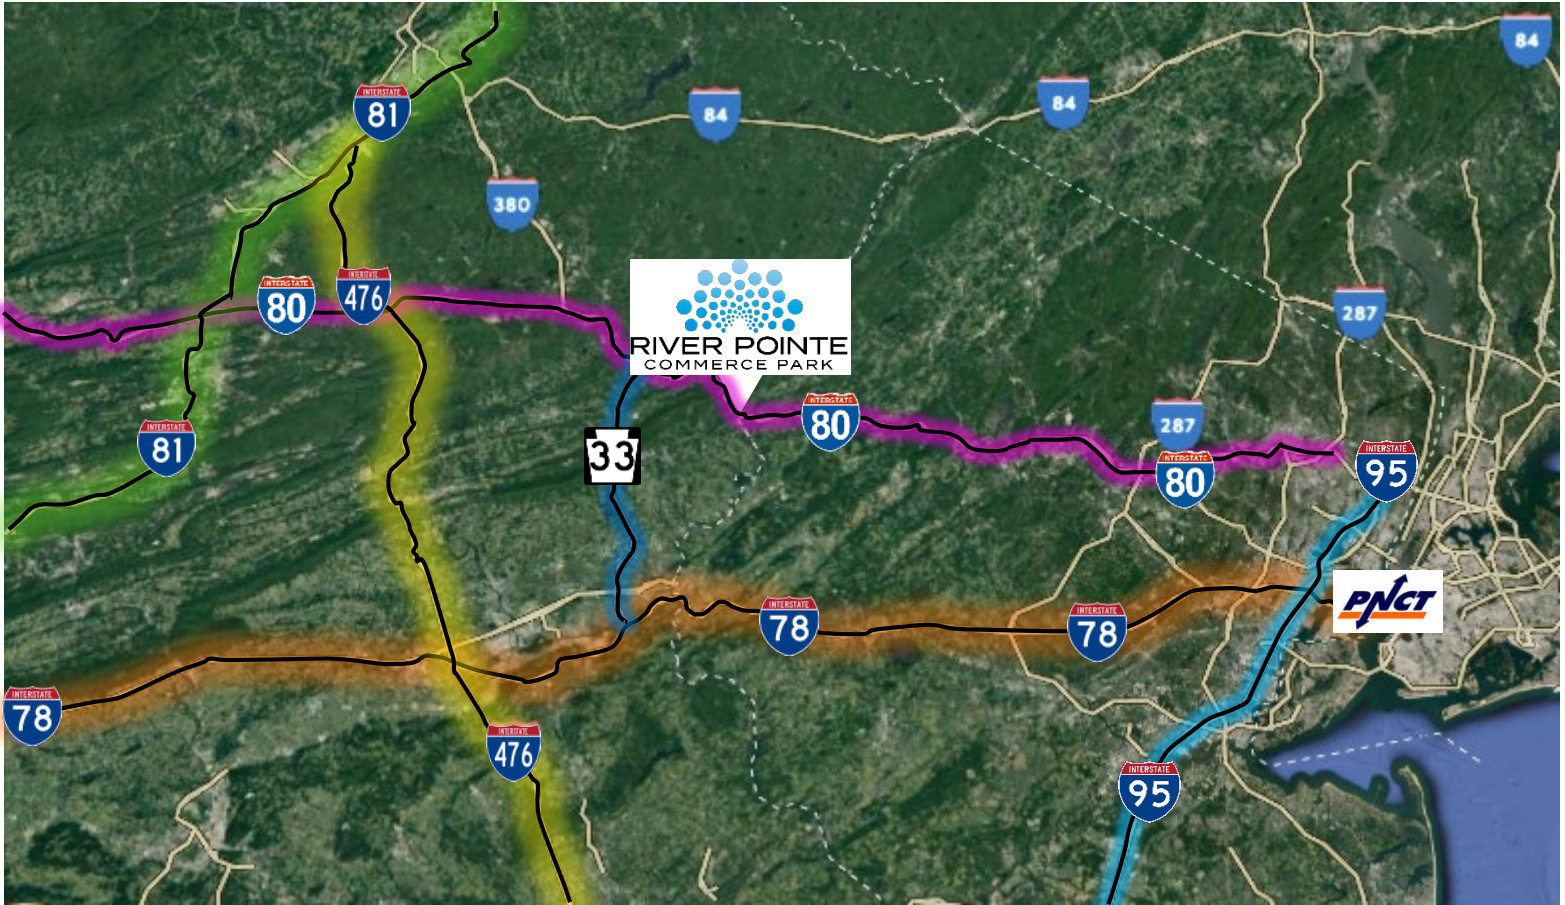 84
84
84
INTERSTATE
81
380
INTERSTATE
80
INTERSTATE
476
RIVER POINTE
COMMERCE PARK
287
INTERSTATE
81
33
INTERSTATE
80
287
INTERSTATE
80
INTERSTATE
95
PNCT
INTERSTATE
78
INTERSTATE
78
INTERSTATE
78
INTERSTATE
476
INTERSTATE
95